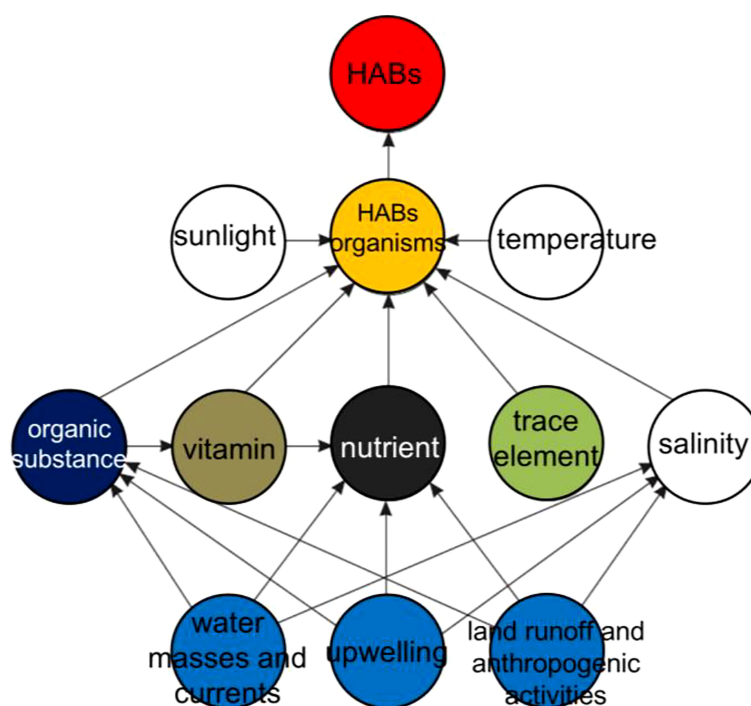 HABs
HABs
organisms
sunlight
temperature
organic
substance
vitamin
nutrient
trace
element
salinity
water
masses and
currents
upwelling
land runoff and
anthropogenic
activities